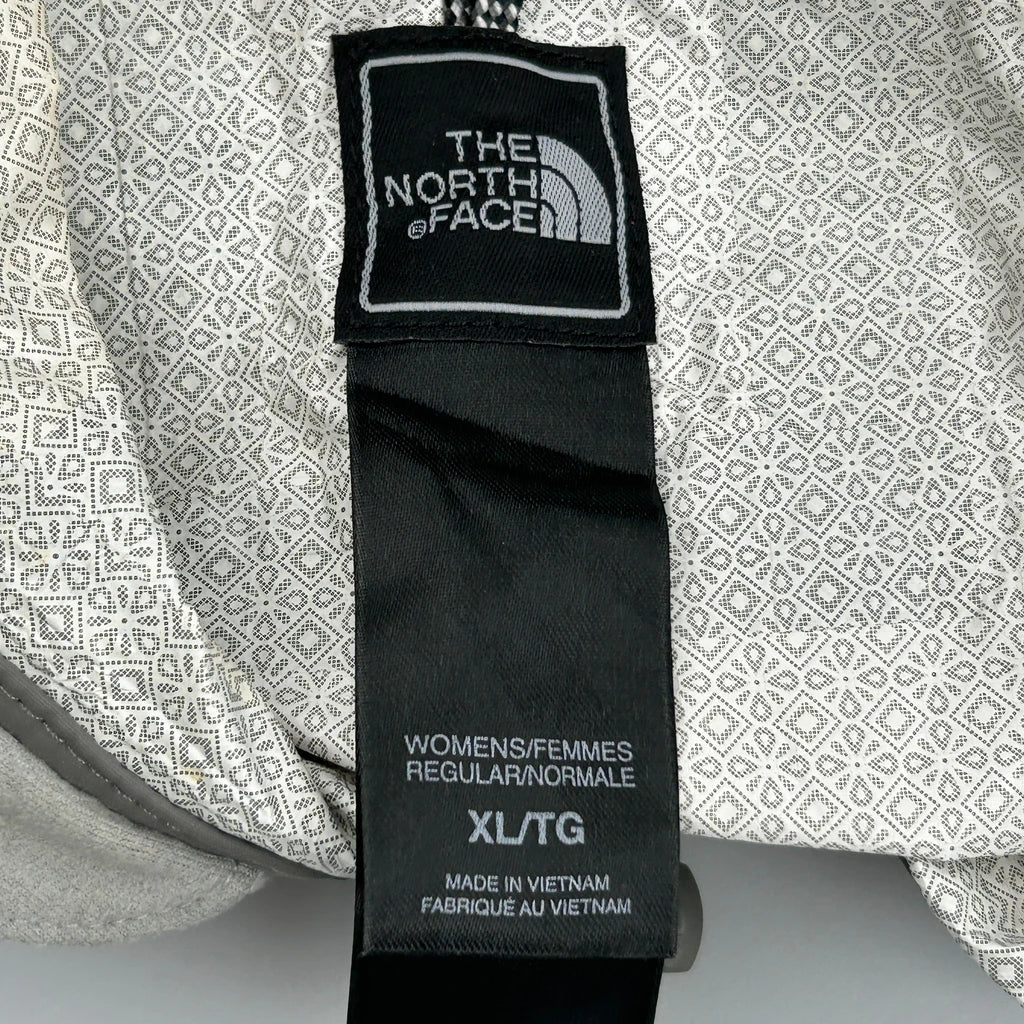 THE
NORTH
®FACE
WOMENS/FEMMES
REGULAR/NORMALE
XL/TG
MADE IN VIETNAM
FABRIQUÉ AU VIETNAM